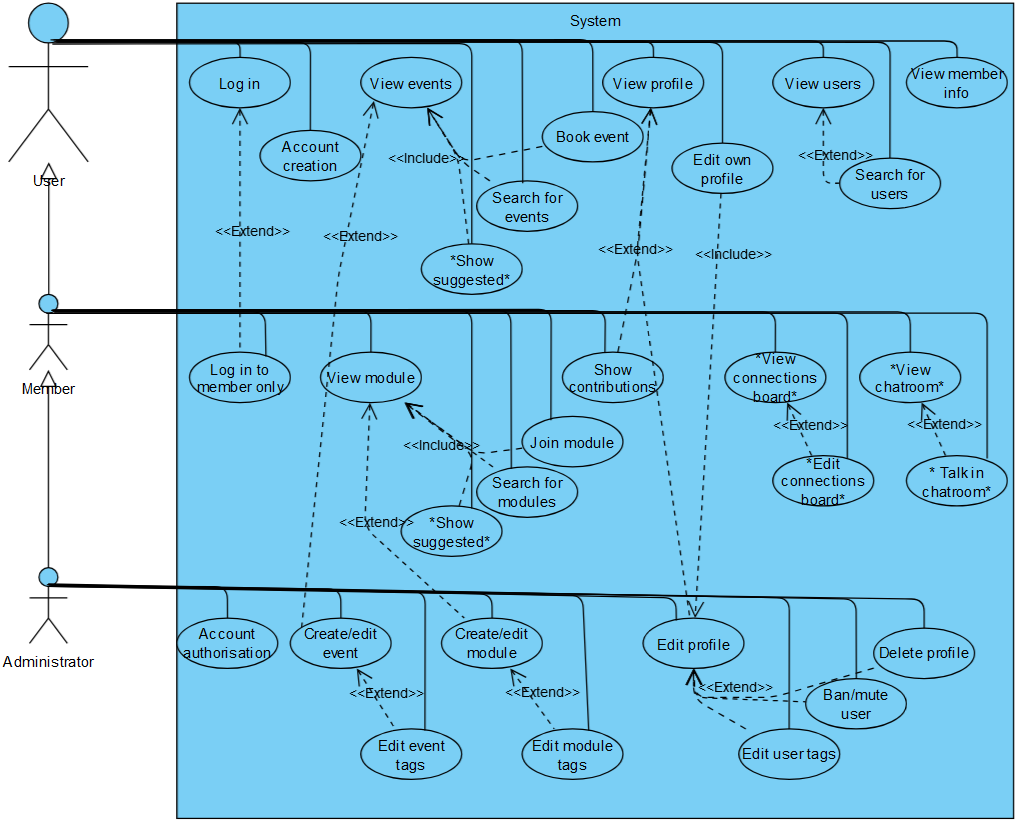 System
Log in
View events
View profile
View users
View member
info
Account
creation
Book event
Edit own
profile
Search for
users
<<Include>>
<<Extend>>
Search for
events
User
<<Extend>>
<<Extend>>
<<Extend>>
<<Include>>
*Show
suggested*
Log in to
member only
View module
Show
contributions
*View
connections
board*
*View
chatroom*
Member
<<Include>>
Join module
<<Extend>>
<<Extend>>
Search for
modules
*Edit
connections
board*
* Talk in
chatroom*
<<Extend>>
*Show
suggested*
Account
authorisation
Create/edit
event
Create/edit
module
Edit profile
Delete profile
Administrator
<<Extend>>
<<Extend>>
<<Extend>>
Ban/mute
user
Edit event
tags
Edit module
tags
Edit user tags